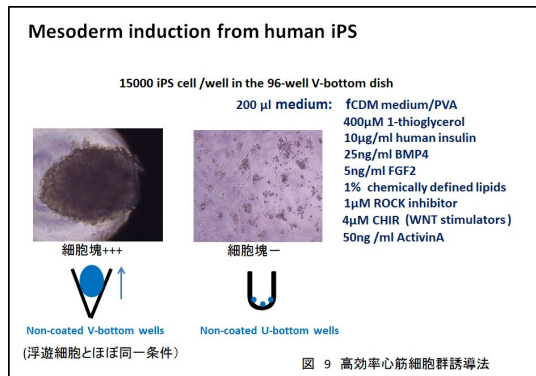 Mesoderm induction from human iPS
15000 iPS cell /well in the 96-well V-bottom dish
200 µl medium: fCDM medium/PVA
400µM 1-thioglycerol
10µg/ml human insulin
25ng/ml BMP4
5ng/ml FGF2
1% chemically defined lipids
1µM ROCK inhibitor
4µM CHIR (WNT stimulators)
50ng /ml ActivinA
細胞塊+++
細胞塊ー
Non-coated V-bottom wells
Non-coated U-bottom wells
(浮遊細胞とほぼ同一条件)
図 9 高効率心筋細胞群誘導法